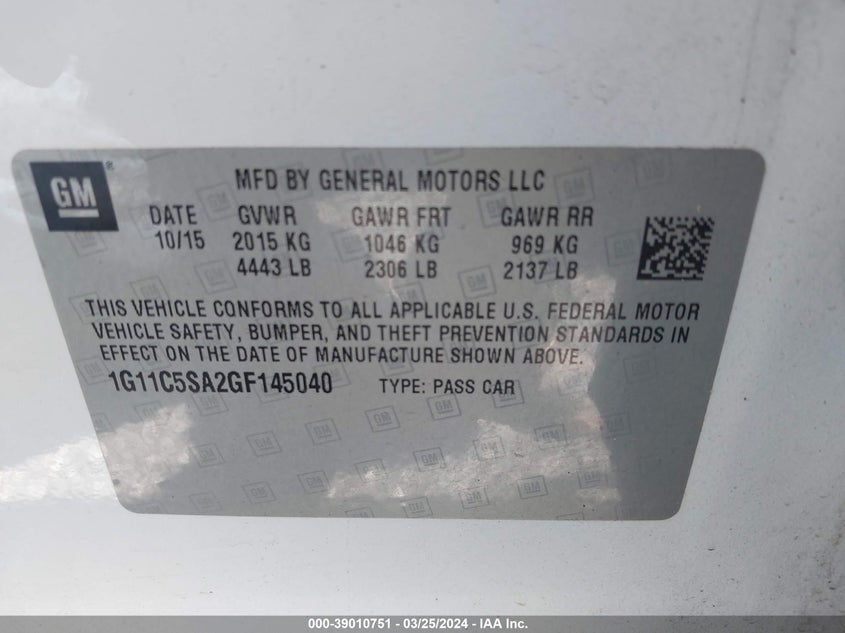 GM®
MFD BY GENERAL MOTORS LLC
DATE GVWR GAWR FRT GAWR RR
10/15 2015 KG 1046 KG 969 KG
4443 LB 2306 LB 2137 LB
THIS VEHICLE CONFORMS TO ALL APPLICABLE U.S. FEDERAL MOTOR
VEHICLE SAFETY, BUMPER, AND THEFT PREVENTION STANDARDS IN
EFFECT ON THE DATE OF MANUFACTURE SHOWN ABOVE.
1G11C5SA2GF145040 TYPE: PASS CAR
000-39010751 / 03/25/2024 / IAA Inc.